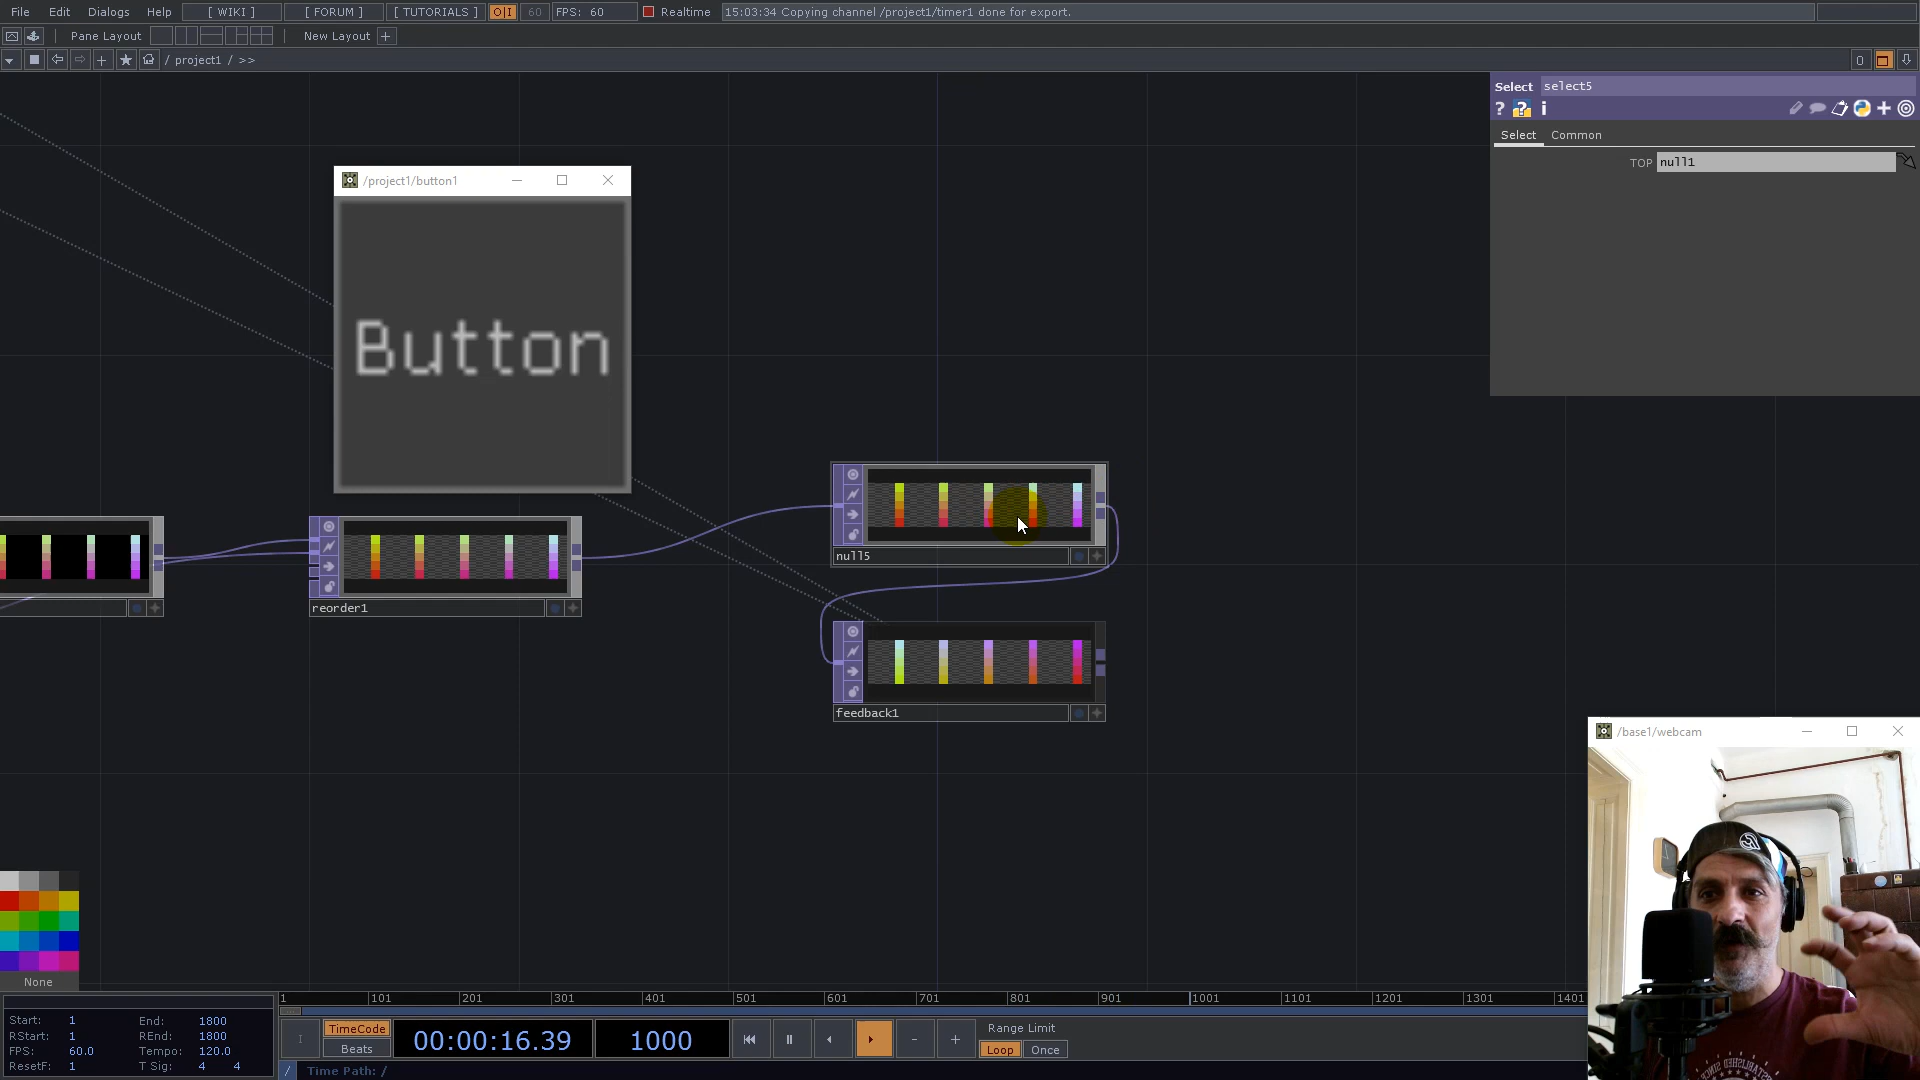 File Edit Dialogs Help [ WIKI ] [ FORUM ] [ TUTORIALS ] O|I 60 FPS: 60 Realtime 15:03:34 Copying channel /project1/timer1 done for export.
Pane Layout New Layout +
/ project1 / >> 0
Select select5
? ? i
Select Common
TOP null1
/project1/button1
Button
null5
reorder1
feedback1
/base1/webcam
None
1 101 201 301 401 501 601 701 801 901 1001 1101 1201 1301 1401
Start: 1 End: 1800
RStart: 1 REnd: 1800
FPS: 60.0 Tempo: 120.0
ResetF: 1 T Sig: 4 4
I TimeCode Beats 00:00:16.39 1000 - + Range Limit
Loop Once
/ Time Path: /